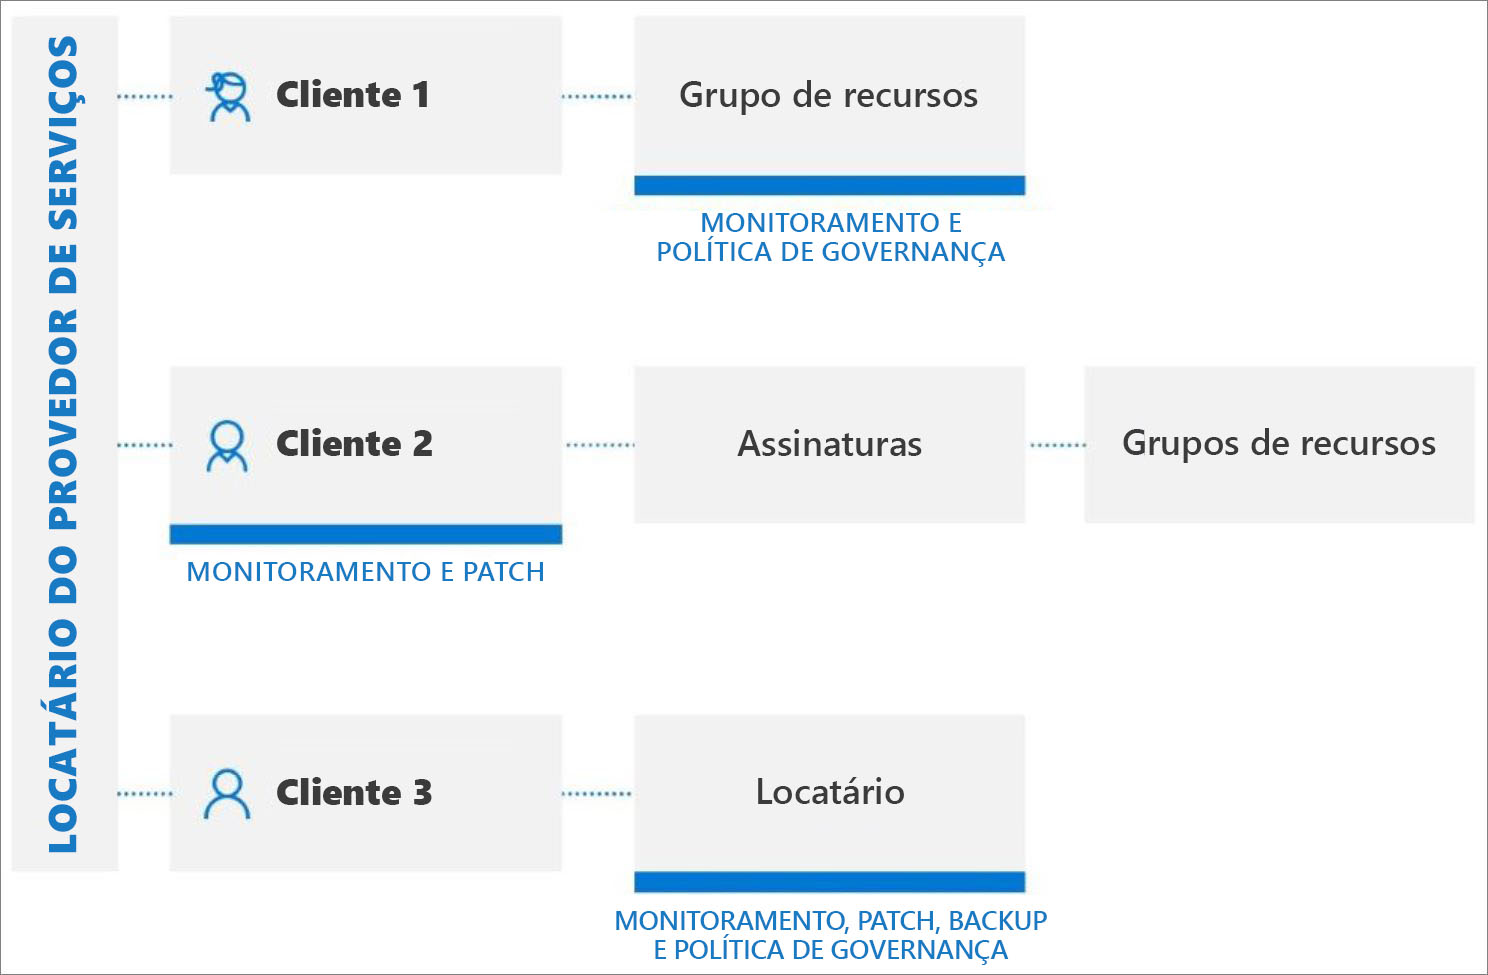 LOCATÁRIO DO PROVEDOR DE SERVIÇOS
Cliente 1
Grupo de recursos
MONITORAMENTO E
POLÍTICA DE GOVERNANÇA
Cliente 2
Assinaturas
Grupos de recursos
MONITORAMENTO E PATCH
Cliente 3
Locatário
MONITORAMENTO, PATCH, BACKUP
E POLÍTICA DE GOVERNANÇA